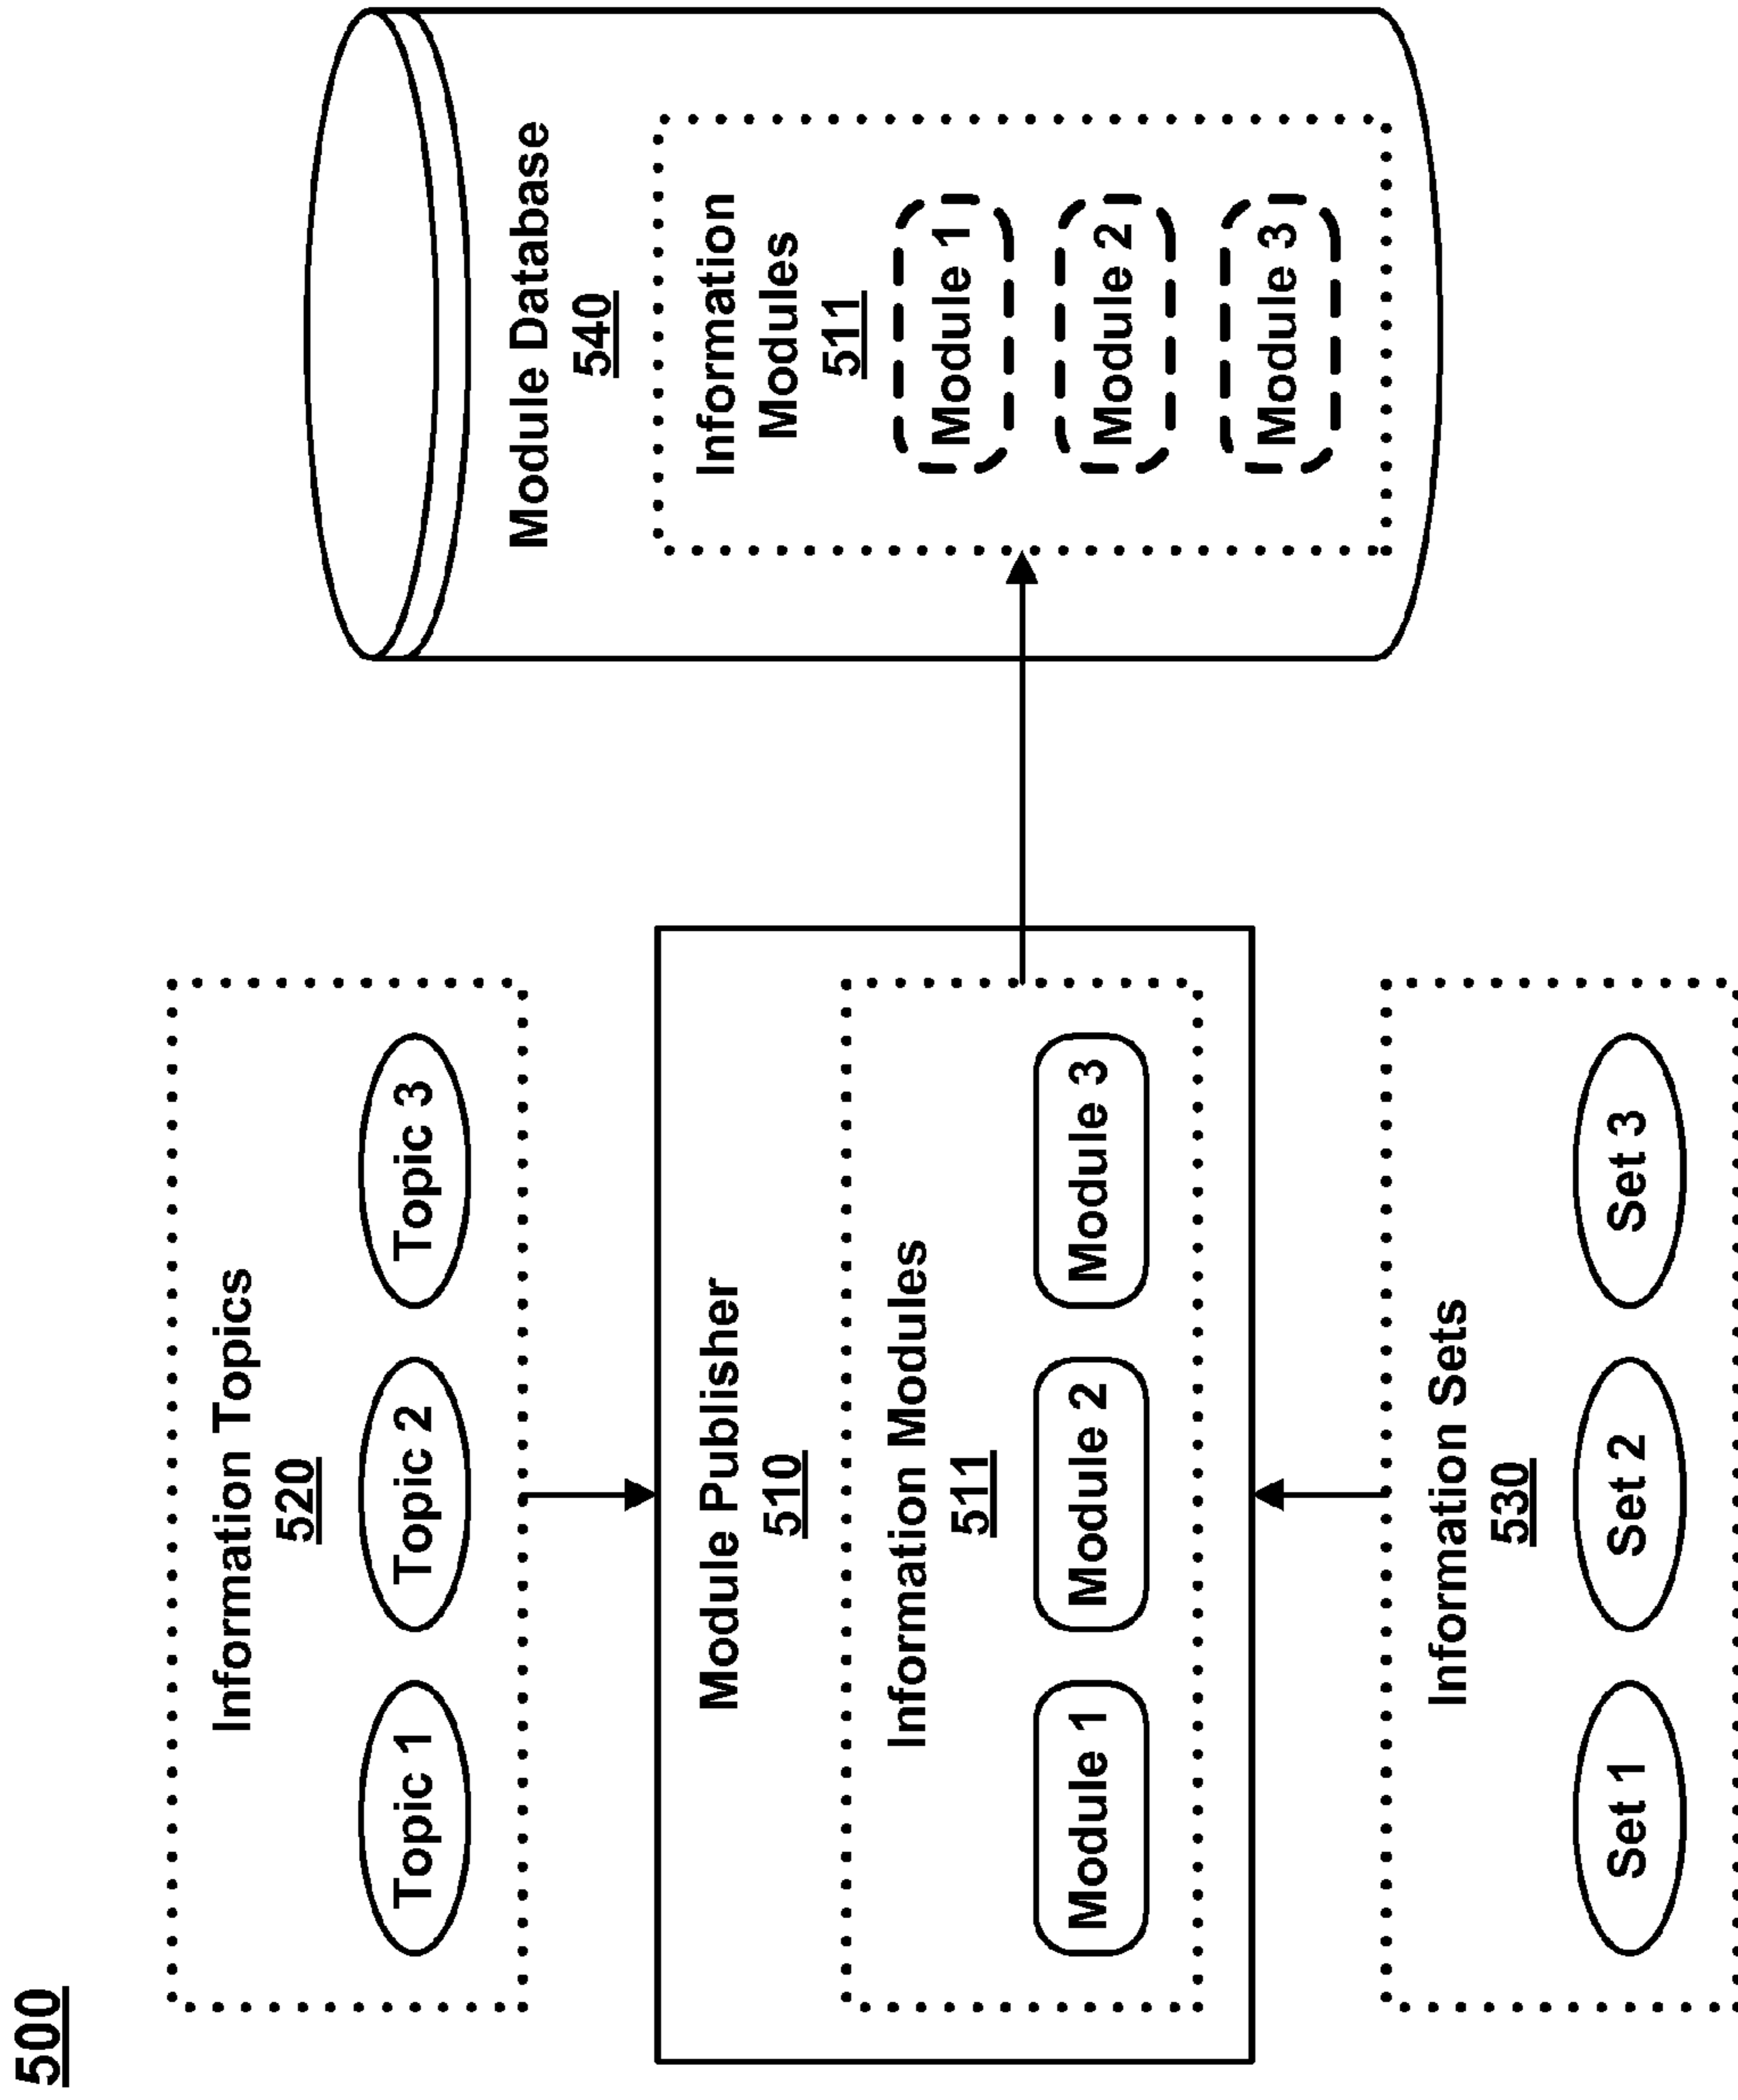 500
Information Topics
520
Topic 1
Topic 2
Topic 3
Module Publisher
510
Information Modules
511
Module 1
Module 2
Module 3
Information Sets
530
Set 1
Set 2
Set 3
Module Database
540
Information
Modules
511
Module 1
Module 2
Module 3